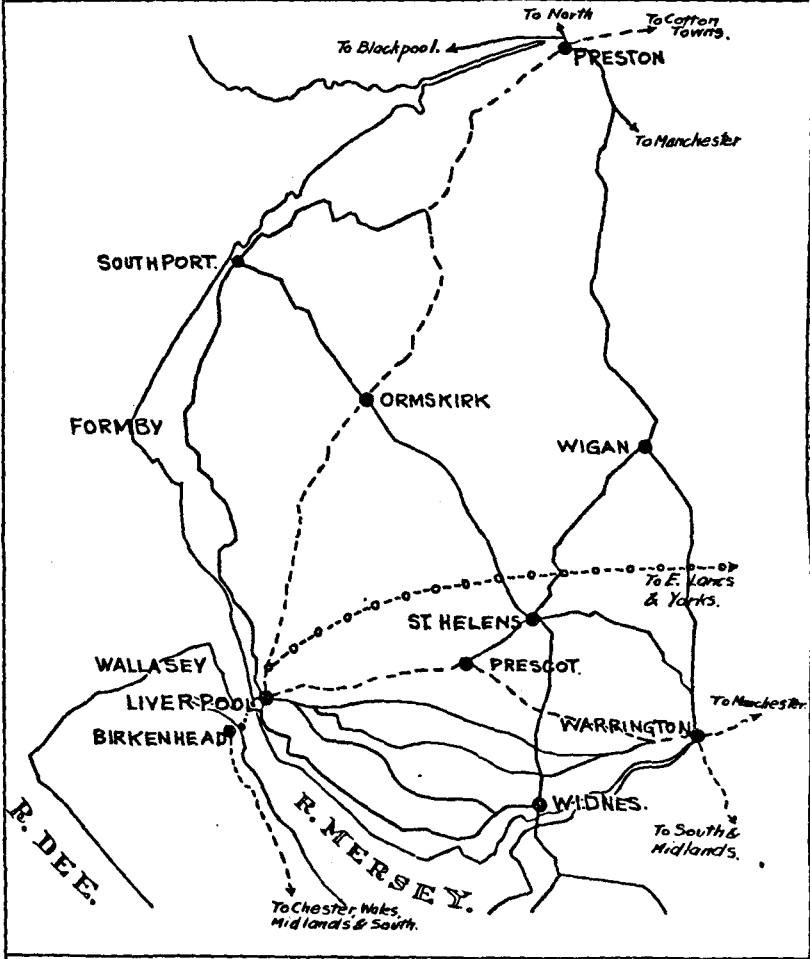 To North
To Cotton
Towns.
To Blackpool.
PRESTON
To Manchester
SOUTHPORT.
ORMSKIRK
FORMBY
WIGAN
To E. Lancs
& Yorks.
ST. HELENS
WALLASEY
PRESCOT.
LIVERPOOL
To Manchester.
WARRINGTON
BIRKENHEAD
WIDNES.
R. DEE.
R. MERSEY.
To South &
Midlands.
To Chester, Wales,
Midlands & South.